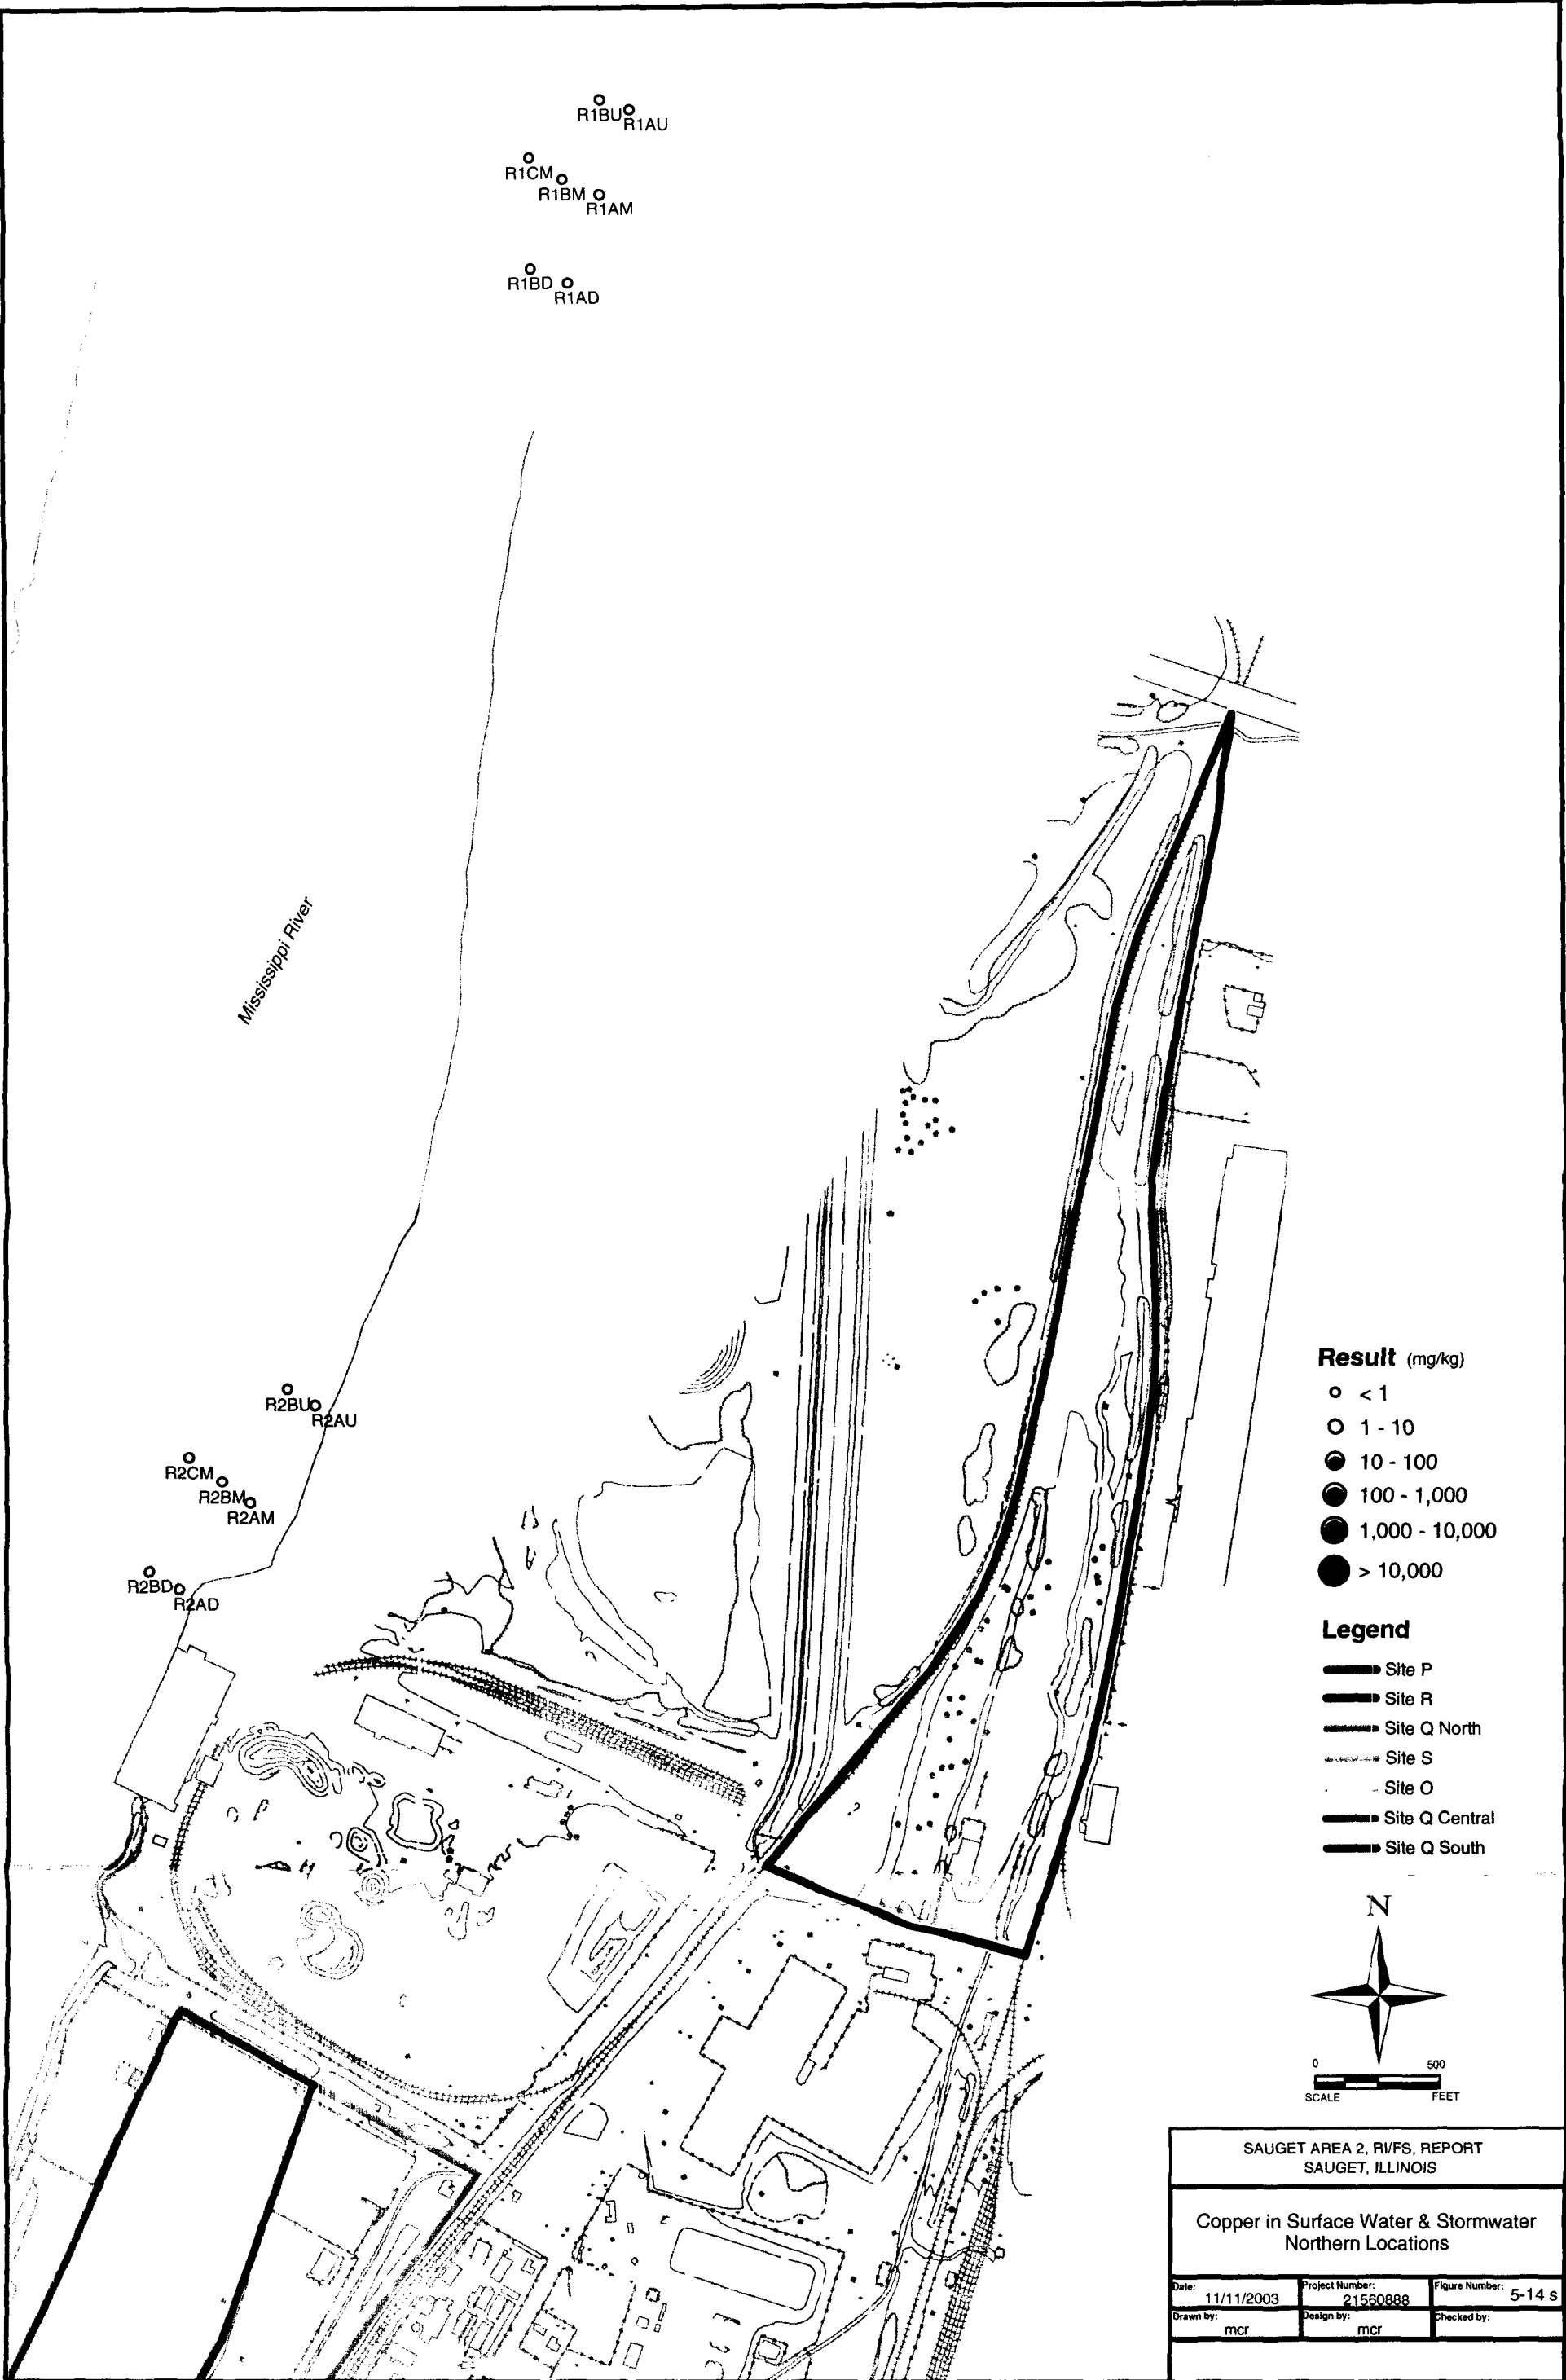 R1BU
R1AU
R1CM
R1BM
R1AM
R1BD
R1AD
Mississippi River
R2BU
R2AU
R2CM
R2BM
R2AM
R2BD
R2AD
Result (mg/kg)
< 1
1 - 10
10 - 100
100 - 1,000
1,000 - 10,000
> 10,000
Legend
Site P
Site R
Site Q North
Site S
Site O
Site Q Central
Site Q South
N
0 500
SCALE FEET
SAUGET AREA 2, RI/FS, REPORT
SAUGET, ILLINOIS
Copper in Surface Water & Stormwater
Northern Locations
Date: 11/11/2003
Project Number: 21560888
Figure Number: 5-14 s
Drawn by: mcr
Design by: mcr
Checked by: